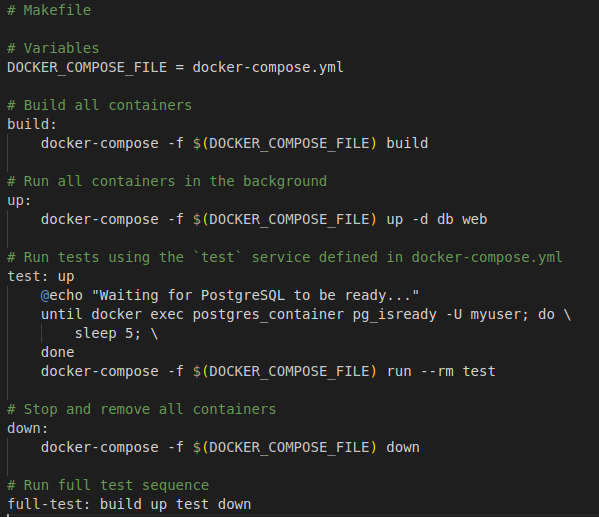 # Makefile
# Variables
DOCKER_COMPOSE_FILE = docker-compose.yml
# Build all containers
build:
    docker-compose -f $(DOCKER_COMPOSE_FILE) build
# Run all containers in the background
up:
    docker-compose -f $(DOCKER_COMPOSE_FILE) up -d db web
# Run tests using the `test` service defined in docker-compose.yml
test: up
    @echo "Waiting for PostgreSQL to be ready..."
    until docker exec postgres_container pg_isready -U myuser; do \
        sleep 5; \
    done
    docker-compose -f $(DOCKER_COMPOSE_FILE) run --rm test
# Stop and remove all containers
down:
    docker-compose -f $(DOCKER_COMPOSE_FILE) down
# Run full test sequence
full-test: build up test down